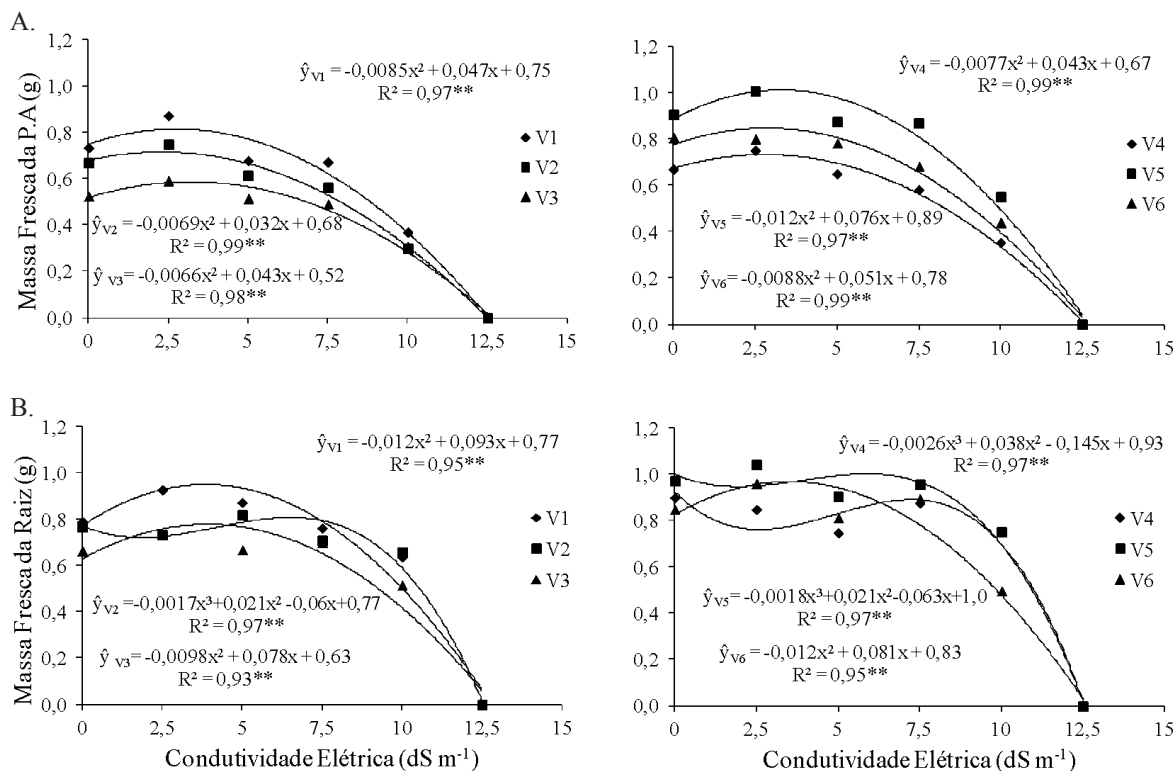 A.
Massa Fresca da P.A (g)
1,2
1,0
0,8
0,6
0,4
0,2
0,0
ŷV1 = -0,0085x² + 0,047x + 0,75
R² = 0,97**
V1
V2
V3
ŷV2 = -0,0069x² + 0,032x + 0,68
R² = 0,99**
ŷV3 = -0,0066x² + 0,043x + 0,52
R² = 0,98**
0 2,5 5 7,5 10 12,5 15
1,2
1,0
0,8
0,6
0,4
0,2
0,0
ŷV4 = -0,0077x² + 0,043x + 0,67
R² = 0,99**
V4
V5
V6
ŷV5 = -0,012x² + 0,076x + 0,89
R² = 0,97**
ŷV6 = -0,0088x² + 0,051x + 0,78
R² = 0,99**
0 2,5 5 7,5 10 12,5 15
B.
Massa Fresca da Raiz (g)
1,2
1,0
0,8
0,6
0,4
0,2
0,0
ŷV1 = -0,012x² + 0,093x + 0,77
R² = 0,95**
V1
V2
V3
ŷV2 = -0,0017x³+0,021x² -0,06x+0,77
R² = 0,97**
ŷ V3= -0,0098x² + 0,078x + 0,63
R² = 0,93**
0 2,5 5 7,5 10 12,5 15
Condutividade Elétrica (dS m⁻¹)
1,2
1,0
0,8
0,6
0,4
0,2
0,0
ŷV4 = -0,0026x³ + 0,038x² - 0,145x + 0,93
R² = 0,97**
V4
V5
V6
ŷV5= -0,0018x³+0,021x²-0,063x+1,0
R² = 0,97**
ŷV6 = -0,012x² + 0,081x + 0,83
R² = 0,95**
0 2,5 5 7,5 10 12,5 15
Condutividade Elétrica (dS m⁻¹)